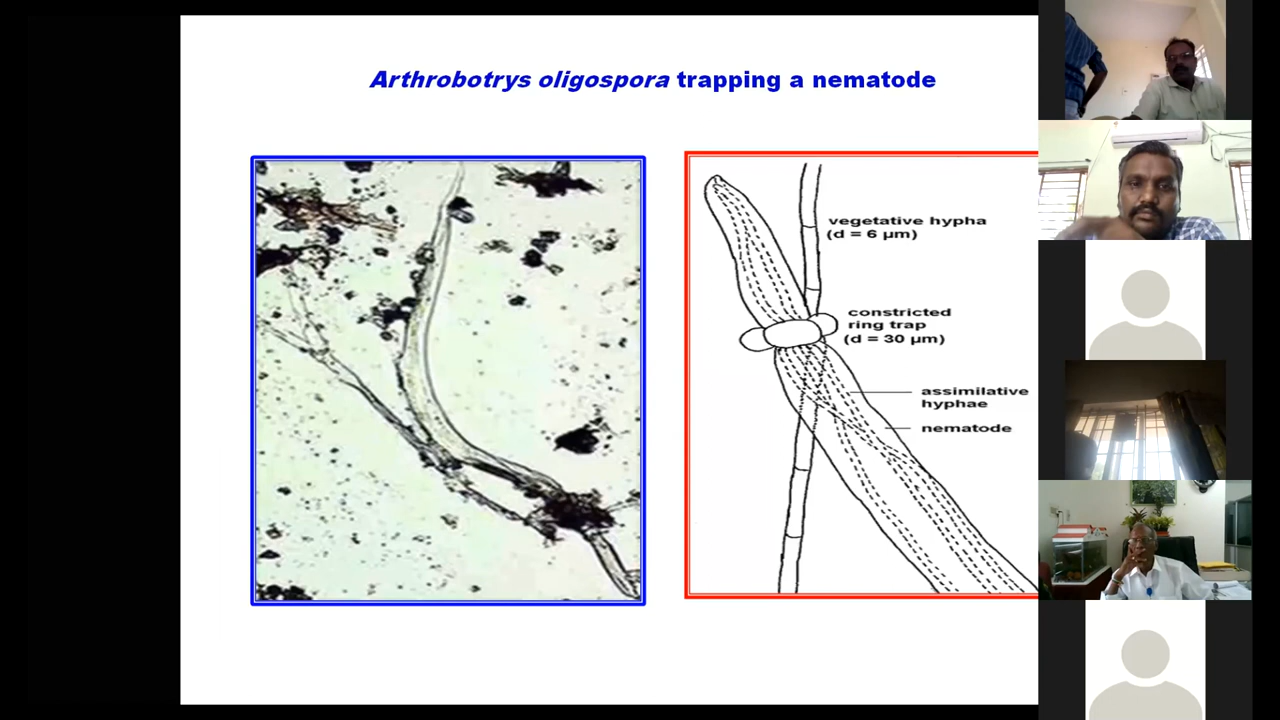 Arthrobotrys oligospora trapping a nematode
vegetative hypha
(d = 6 µm)
constricted
ring trap
(d = 30 µm)
assimilative
hyphae
nematode